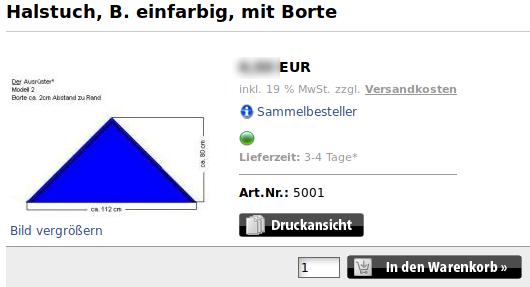 Halstuch, B. einfarbig, mit Borte
Der Ausrüster*
Modell 2
Borte ca. 2cm Abstand zu Rand
ca. 80 cm
ca. 112 cm
Bild vergrößern
EUR
inkl. 19 % MwSt. zzgl. Versandkosten
Sammelbesteller
Lieferzeit: 3-4 Tage*
Art.Nr.: 5001
Druckansicht
1
In den Warenkorb »